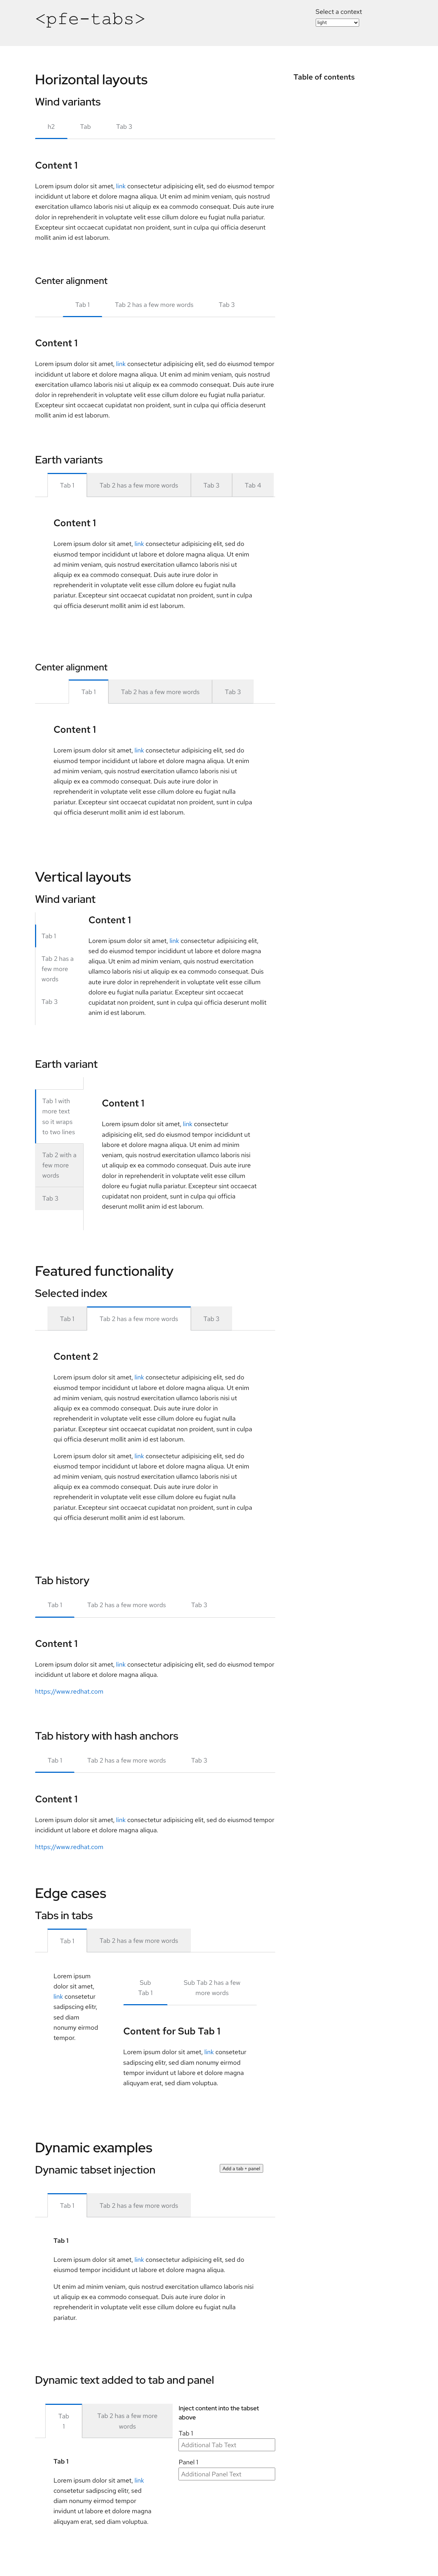 <pfe-tabs>
Select a context
light
Horizontal layouts
Table of contents
Wind variants
h2 Tab Tab 3
Content 1
Lorem ipsum dolor sit amet, link consectetur adipisicing elit, sed do eiusmod tempor
incididunt ut labore et dolore magna aliqua. Ut enim ad minim veniam, quis nostrud
exercitation ullamco laboris nisi ut aliquip ex ea commodo consequat. Duis aute irure
dolor in reprehenderit in voluptate velit esse cillum dolore eu fugiat nulla pariatur.
Excepteur sint occaecat cupidatat non proident, sunt in culpa qui officia deserunt
mollit anim id est laborum.
Center alignment
Tab 1 Tab 2 has a few more words Tab 3
Content 1
Lorem ipsum dolor sit amet, link consectetur adipisicing elit, sed do eiusmod tempor
incididunt ut labore et dolore magna aliqua. Ut enim ad minim veniam, quis nostrud
exercitation ullamco laboris nisi ut aliquip ex ea commodo consequat. Duis aute irure
dolor in reprehenderit in voluptate velit esse cillum dolore eu fugiat nulla pariatur.
Excepteur sint occaecat cupidatat non proident, sunt in culpa qui officia deserunt
mollit anim id est laborum.
Earth variants
Tab 1 Tab 2 has a few more words Tab 3 Tab 4
Content 1
Lorem ipsum dolor sit amet, link consectetur adipisicing elit, sed do
eiusmod tempor incididunt ut labore et dolore magna aliqua. Ut enim
ad minim veniam, quis nostrud exercitation ullamco laboris nisi ut
aliquip ex ea commodo consequat. Duis aute irure dolor in
reprehenderit in voluptate velit esse cillum dolore eu fugiat nulla
pariatur. Excepteur sint occaecat cupidatat non proident, sunt in culpa
qui officia deserunt mollit anim id est laborum.
Center alignment
Tab 1 Tab 2 has a few more words Tab 3
Content 1
Lorem ipsum dolor sit amet, link consectetur adipisicing elit, sed do
eiusmod tempor incididunt ut labore et dolore magna aliqua. Ut enim
ad minim veniam, quis nostrud exercitation ullamco laboris nisi ut
aliquip ex ea commodo consequat. Duis aute irure dolor in
reprehenderit in voluptate velit esse cillum dolore eu fugiat nulla
pariatur. Excepteur sint occaecat cupidatat non proident, sunt in culpa
qui officia deserunt mollit anim id est laborum.
Vertical layouts
Wind variant
Tab 1
Tab 2 has a
few more
words
Tab 3
Content 1
Lorem ipsum dolor sit amet, link consectetur adipisicing elit,
sed do eiusmod tempor incididunt ut labore et dolore magna
aliqua. Ut enim ad minim veniam, quis nostrud exercitation
ullamco laboris nisi ut aliquip ex ea commodo consequat. Duis
aute irure dolor in reprehenderit in voluptate velit esse cillum
dolore eu fugiat nulla pariatur. Excepteur sint occaecat
cupidatat non proident, sunt in culpa qui officia deserunt mollit
anim id est laborum.
Earth variant
Tab 1 with
more text
so it wraps
to two lines
Tab 2 with a
few more
words
Tab 3
Content 1
Lorem ipsum dolor sit amet, link consectetur
adipisicing elit, sed do eiusmod tempor incididunt
ut labore et dolore magna aliqua. Ut enim ad minim
veniam, quis nostrud exercitation ullamco laboris nisi
ut aliquip ex ea commodo consequat. Duis aute irure
dolor in reprehenderit in voluptate velit esse cillum
dolore eu fugiat nulla pariatur. Excepteur sint occaecat
cupidatat non proident, sunt in culpa qui officia
deserunt mollit anim id est laborum.
Featured functionality
Selected index
Tab 1 Tab 2 has a few more words Tab 3
Content 2
Lorem ipsum dolor sit amet, link consectetur adipisicing elit, sed do
eiusmod tempor incididunt ut labore et dolore magna aliqua. Ut enim
ad minim veniam, quis nostrud exercitation ullamco laboris nisi ut
aliquip ex ea commodo consequat. Duis aute irure dolor in
reprehenderit in voluptate velit esse cillum dolore eu fugiat nulla
pariatur. Excepteur sint occaecat cupidatat non proident, sunt in culpa
qui officia deserunt mollit anim id est laborum.
Lorem ipsum dolor sit amet, link consectetur adipisicing elit, sed do
eiusmod tempor incididunt ut labore et dolore magna aliqua. Ut enim
ad minim veniam, quis nostrud exercitation ullamco laboris nisi ut
aliquip ex ea commodo consequat. Duis aute irure dolor in
reprehenderit in voluptate velit esse cillum dolore eu fugiat nulla
pariatur. Excepteur sint occaecat cupidatat non proident, sunt in culpa
qui officia deserunt mollit anim id est laborum.
Tab history
Tab 1 Tab 2 has a few more words Tab 3
Content 1
Lorem ipsum dolor sit amet, link consectetur adipisicing elit, sed do eiusmod tempor
incididunt ut labore et dolore magna aliqua.
https://www.redhat.com
Tab history with hash anchors
Tab 1 Tab 2 has a few more words Tab 3
Content 1
Lorem ipsum dolor sit amet, link consectetur adipisicing elit, sed do eiusmod tempor
incididunt ut labore et dolore magna aliqua.
https://www.redhat.com
Edge cases
Tabs in tabs
Tab 1 Tab 2 has a few more words
Lorem ipsum
dolor sit amet,
link consetetur
sadipscing elitr,
sed diam
nonumy eirmod
tempor.
Sub
Tab 1
Sub Tab 2 has a few
more words
Content for Sub Tab 1
Lorem ipsum dolor sit amet, link consetetur
sadipscing elitr, sed diam nonumy eirmod
tempor invidunt ut labore et dolore magna
aliquyam erat, sed diam voluptua.
Dynamic examples
Dynamic tabset injection
Add a tab + panel
Tab 1 Tab 2 has a few more words
Tab 1
Lorem ipsum dolor sit amet, link consectetur adipisicing elit, sed do
eiusmod tempor incididunt ut labore et dolore magna aliqua.
Ut enim ad minim veniam, quis nostrud exercitation ullamco laboris nisi
ut aliquip ex ea commodo consequat. Duis aute irure dolor in
reprehenderit in voluptate velit esse cillum dolore eu fugiat nulla
pariatur.
Dynamic text added to tab and panel
Tab
1
Tab 2 has a few more
words
Tab 1
Lorem ipsum dolor sit amet, link
consetetur sadipscing elitr, sed
diam nonumy eirmod tempor
invidunt ut labore et dolore magna
aliquyam erat, sed diam voluptua.
Inject content into the tabset
above
Tab 1
Additional Tab Text
Panel 1
Additional Panel Text